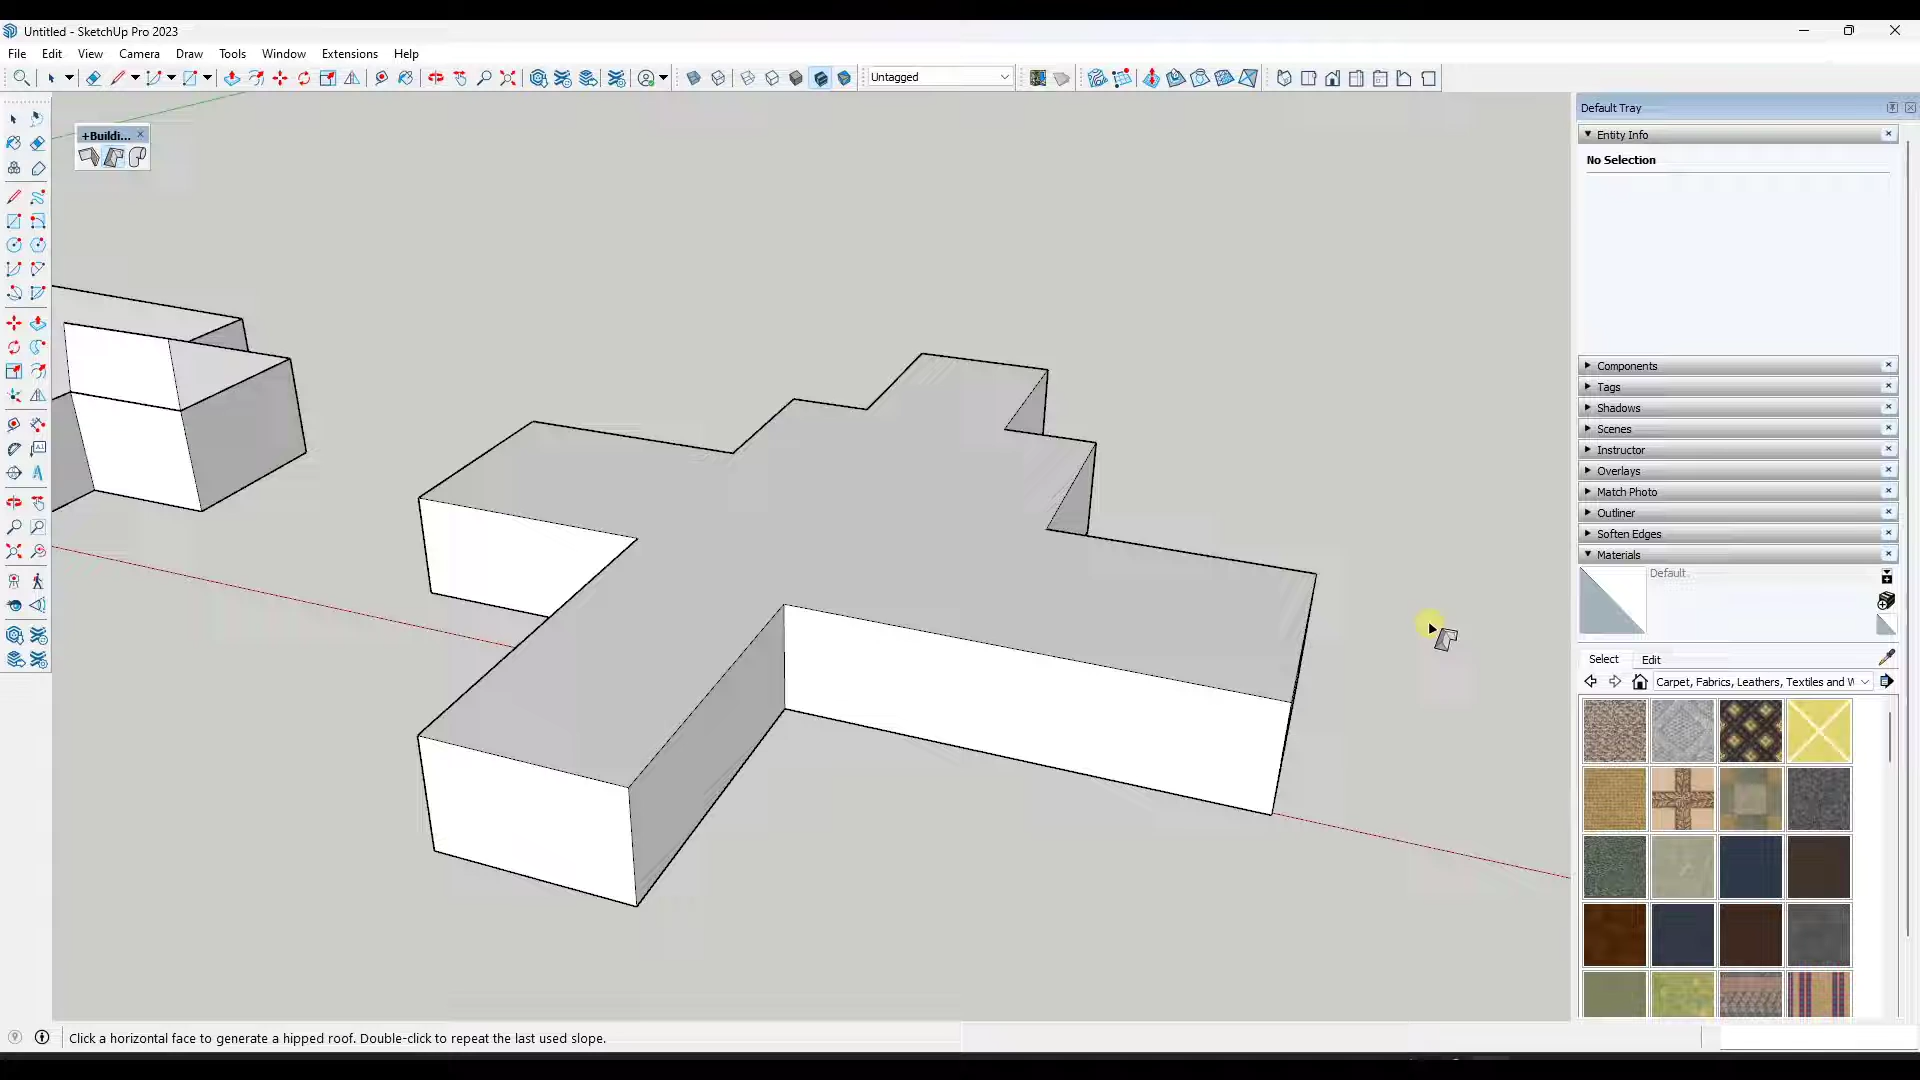 Untitled - SketchUp Pro 2023
File Edit View Camera Draw Tools Window Extensions Help
Untagged
Default Tray
+Buildi...
Entity Info
No Selection
Components
Tags
Shadows
Scenes
Instructor
Overlays
Match Photo
Outliner
Soften Edges
Materials
Default
Select Edit
Carpet, Fabrics, Leathers, Textiles and W
Click a horizontal face to generate a hipped roof. Double-click to repeat the last used slope.